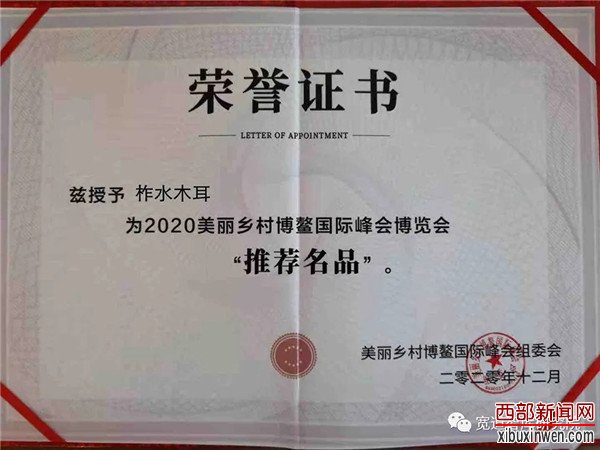 荣誉证书
LETTER OF APPOINTMENT
兹授予 柞水木耳
为2020美丽乡村博鳌国际峰会博览会
“推荐名品”。
美丽乡村博鳌国际峰会组委会
二零二零年十二月
西部新闻网
xibuxinwen.com